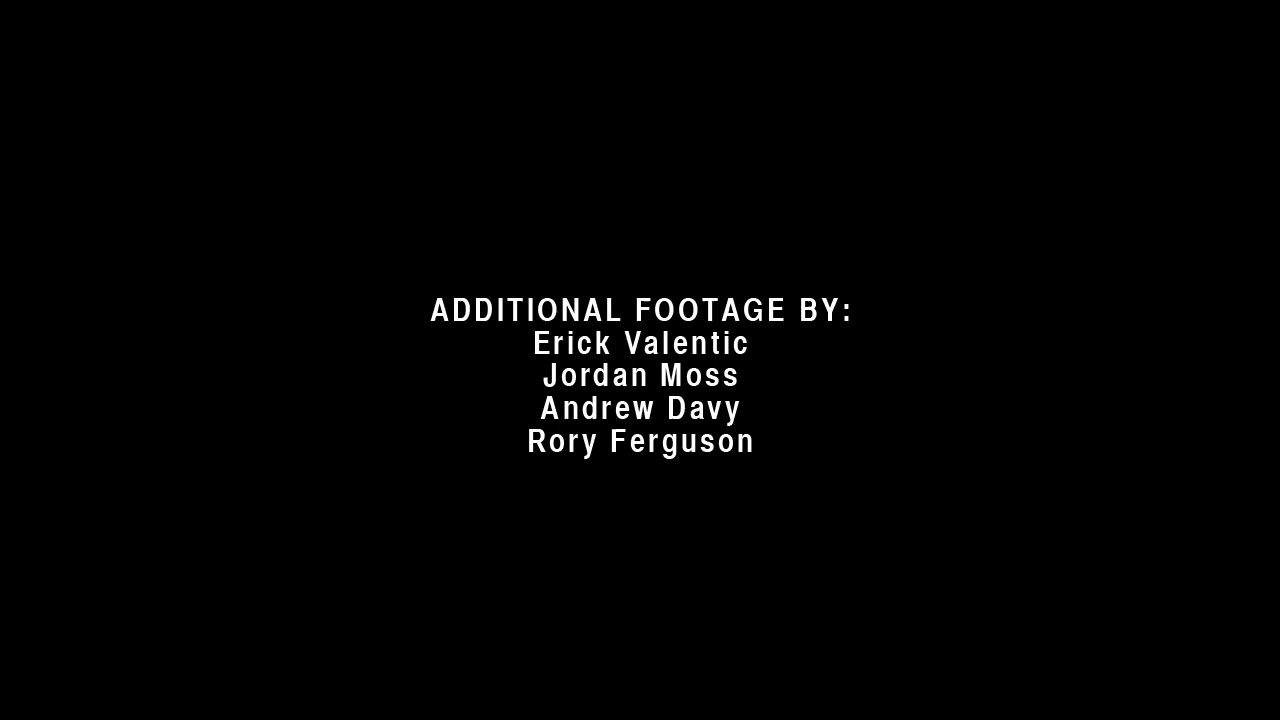 ADDITIONAL FOOTAGE BY:
Erick Valentic
Jordan Moss
Andrew Davy
Rory Ferguson